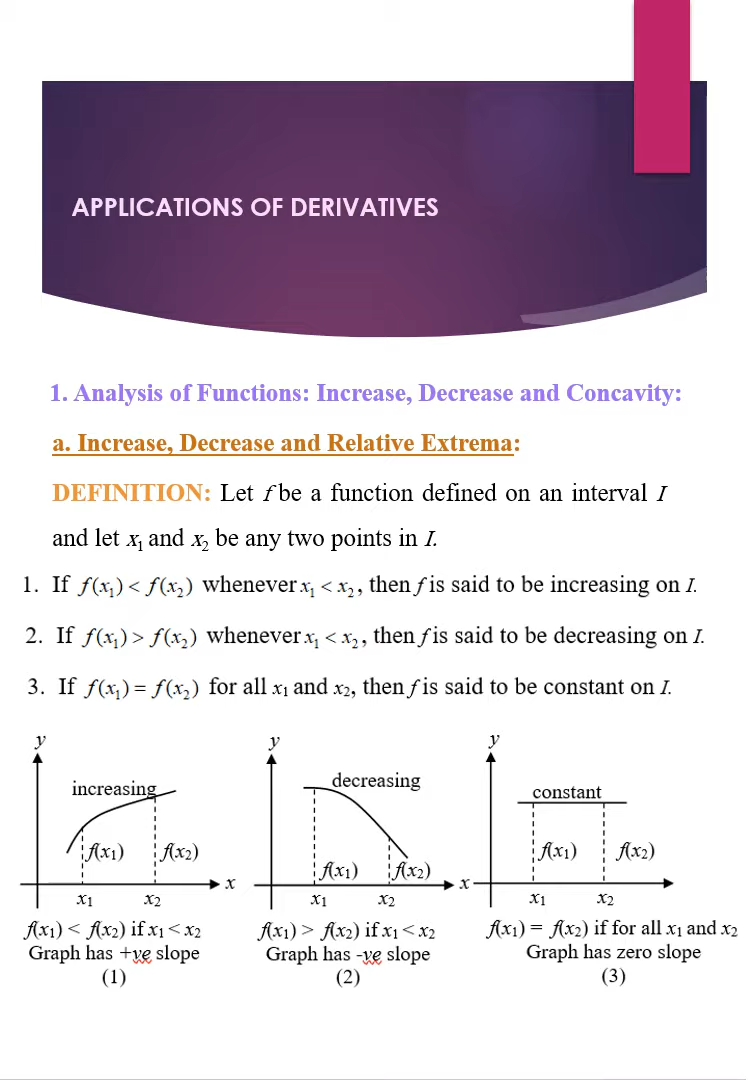 APPLICATIONS OF DERIVATIVES
1. Analysis of Functions: Increase, Decrease and Concavity:
a. Increase, Decrease and Relative Extrema:
DEFINITION: Let f be a function defined on an interval I
and let x₁ and x₂ be any two points in I.
1. If f(x₁) < f(x₂) whenever x₁ < x₂, then f is said to be increasing on I.
2. If f(x₁) > f(x₂) whenever x₁ < x₂, then f is said to be decreasing on I.
3. If f(x₁) = f(x₂) for all x1 and x2, then f is said to be constant on I.
y
increasing
f(x1) f(x2)
x
x1 x2
f(x1) < f(x2) if x1 < x2
Graph has +ve slope
(1)
y
decreasing
f(x1) f(x2)
x
x1 x2
f(x1) > f(x2) if x1 < x2
Graph has -ve slope
(2)
y
constant
f(x1) f(x2)
x1 x2
f(x1) = f(x2) if for all x1 and x2
Graph has zero slope
(3)